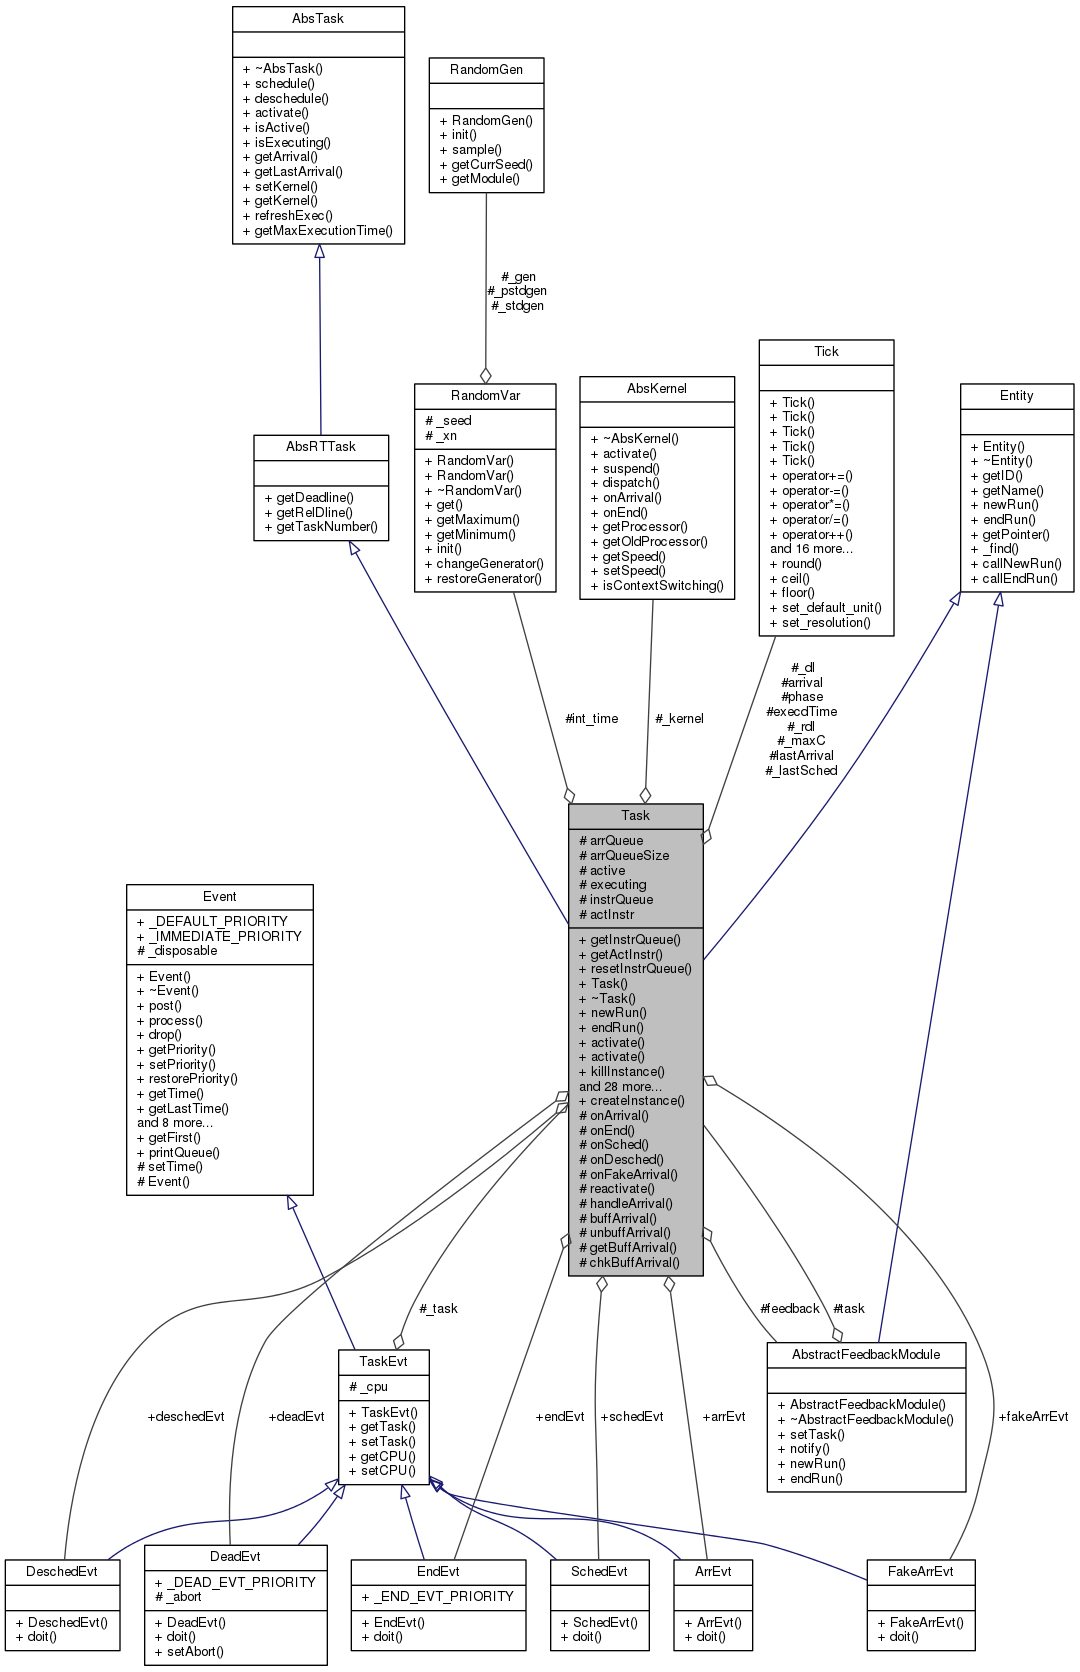 AbsTask
+ ~AbsTask()
+ schedule()
+ deschedule()
+ activate()
+ isActive()
+ isExecuting()
+ getArrival()
+ getLastArrival()
+ setKernel()
+ getKernel()
+ refreshExec()
+ getMaxExecutionTime()
RandomGen
+ RandomGen()
+ init()
+ sample()
+ getCurrSeed()
+ getModule()
#_gen
#_pstdgen
#_stdgen
AbsRTTask
+ getDeadline()
+ getRelDline()
+ getTaskNumber()
RandomVar
# _seed
# _xn
+ RandomVar()
+ RandomVar()
+ ~RandomVar()
+ get()
+ getMaximum()
+ getMinimum()
+ init()
+ changeGenerator()
+ restoreGenerator()
AbsKernel
+ ~AbsKernel()
+ activate()
+ suspend()
+ dispatch()
+ onArrival()
+ onEnd()
+ getProcessor()
+ getOldProcessor()
+ getSpeed()
+ setSpeed()
+ isContextSwitching()
Tick
+ Tick()
+ Tick()
+ Tick()
+ Tick()
+ Tick()
+ operator+=()
+ operator-=()
+ operator*=()
+ operator/=()
+ operator++()
and 16 more...
+ round()
+ ceil()
+ floor()
+ set_default_unit()
+ set_resolution()
Entity
+ Entity()
+ ~Entity()
+ getID()
+ getName()
+ newRun()
+ endRun()
+ getPointer()
+ _find()
+ callNewRun()
+ callEndRun()
#int_time
#_kernel
#_dl
#arrival
#phase
#execdTime
#_rdl
#_maxC
#lastArrival
#_lastSched
Task
# arrQueue
# arrQueueSize
# active
# executing
# instrQueue
# actInstr
+ getInstrQueue()
+ getActInstr()
+ resetInstrQueue()
+ Task()
+ ~Task()
+ newRun()
+ endRun()
+ activate()
+ activate()
+ killInstance()
and 28 more...
+ createInstance()
# onArrival()
# onEnd()
# onSched()
# onDesched()
# onFakeArrival()
# reactivate()
# handleArrival()
# buffArrival()
# unbuffArrival()
# getBuffArrival()
# chkBuffArrival()
Event
+ _DEFAULT_PRIORITY
+ _IMMEDIATE_PRIORITY
# _disposable
+ Event()
+ ~Event()
+ post()
+ process()
+ drop()
+ getPriority()
+ setPriority()
+ restorePriority()
+ getTime()
+ getLastTime()
and 8 more...
+ getFirst()
+ printQueue()
# setTime()
# Event()
#_task
#feedback
#task
TaskEvt
# _cpu
+ TaskEvt()
+ getTask()
+ setTask()
+ getCPU()
+ setCPU()
AbstractFeedbackModule
+ AbstractFeedbackModule()
+ ~AbstractFeedbackModule()
+ setTask()
+ notify()
+ newRun()
+ endRun()
+deschedEvt
+deadEvt
+endEvt
+schedEvt
+arrEvt
+fakeArrEvt
DeschedEvt
+ DeschedEvt()
+ doit()
DeadEvt
+ _DEAD_EVT_PRIORITY
# _abort
+ DeadEvt()
+ doit()
+ setAbort()
EndEvt
+ _END_EVT_PRIORITY
+ EndEvt()
+ doit()
SchedEvt
+ SchedEvt()
+ doit()
ArrEvt
+ ArrEvt()
+ doit()
FakeArrEvt
+ FakeArrEvt()
+ doit()